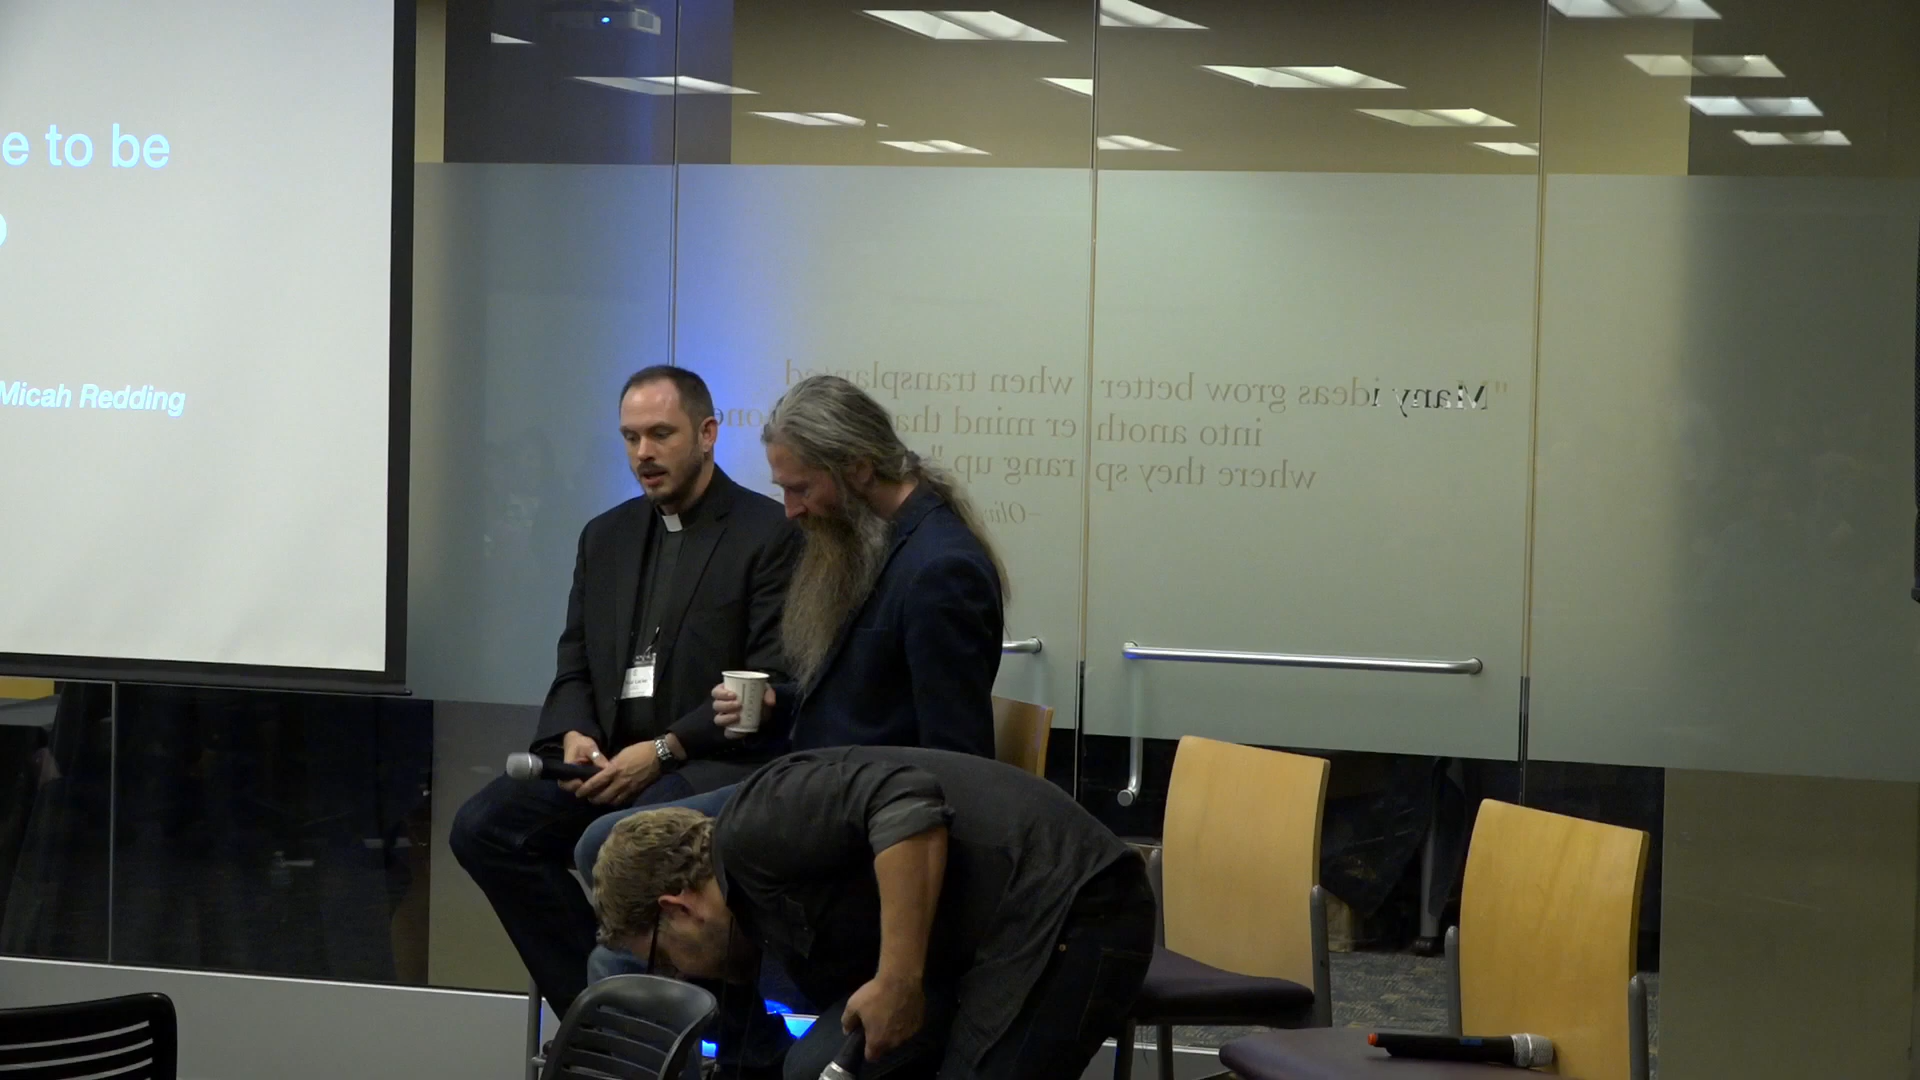 e to be
Micah Redding
"Many ideas grow better when transplanted
into another mind than one
where they sprang up."